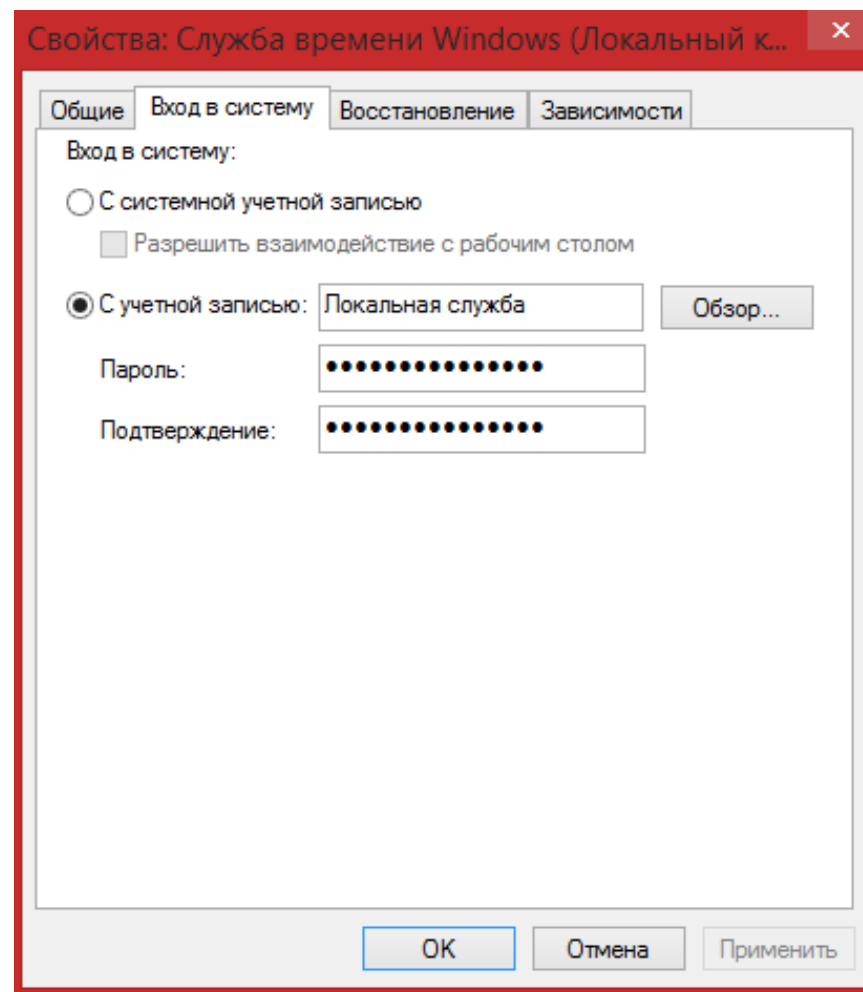 Свойства: Служба времени Windows (Локальный к...
Общие Вход в систему Восстановление Зависимости
Вход в систему:
С системной учетной записью
Разрешить взаимодействие с рабочим столом
С учетной записью: Локальная служба Обзор...
Пароль: •••••••••••••••
Подтверждение: •••••••••••••••
OK Отмена Применить